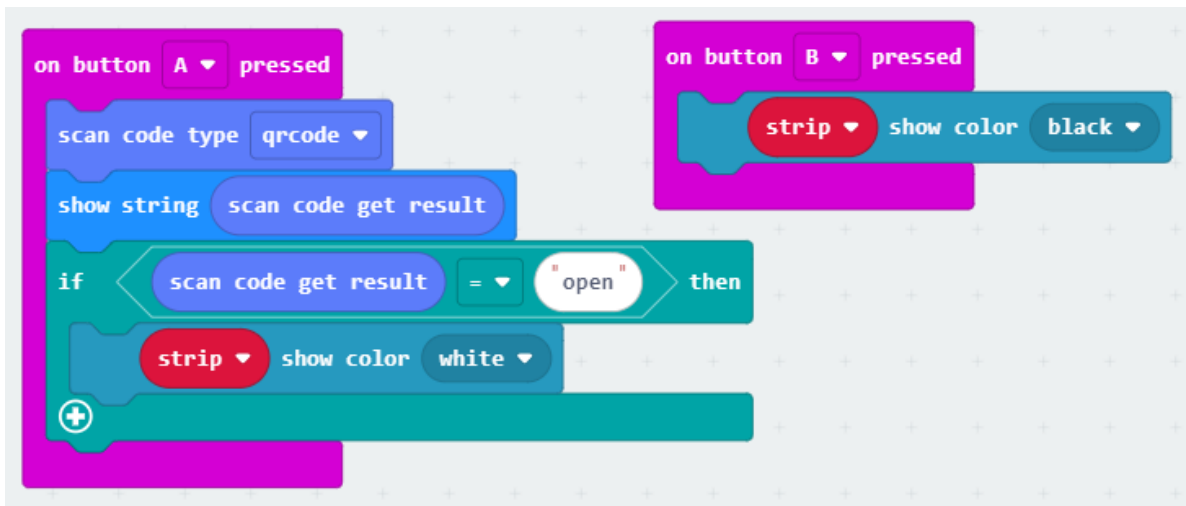 on button A pressed
scan code type qrcode
show string scan code get result
if scan code get result = "open" then
strip show color white
on button B pressed
strip show color black